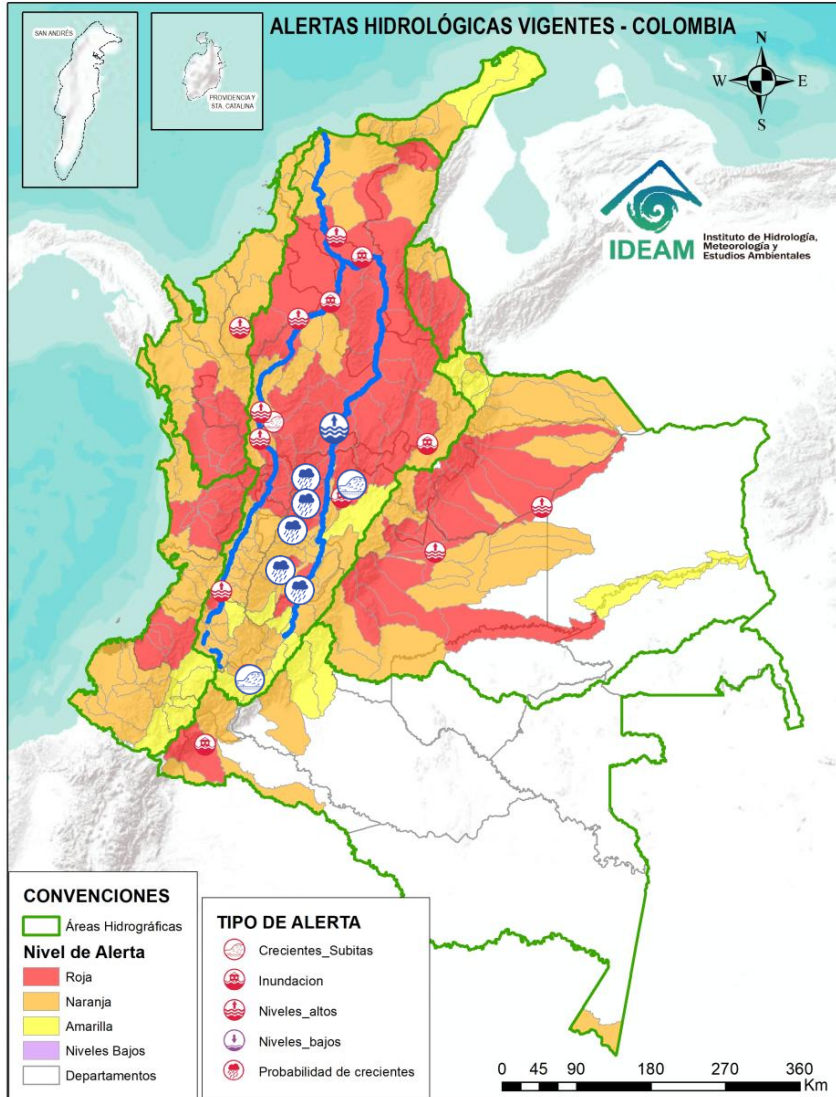 ALERTAS HIDROLÓGICAS VIGENTES - COLOMBIA
SAN ANDRÉS
PROVIDENCIA Y
STA. CATALINA
N
W
E
S
IDEAM
Instituto de Hidrología,
Meteorología y
Estudios Ambientales
CONVENCIONES
Áreas Hidrográficas
Nivel de Alerta
Roja
Naranja
Amarilla
Niveles Bajos
Departamentos
TIPO DE ALERTA
Crecientes_Subitas
Inundacion
Niveles_altos
Niveles_bajos
Probabilidad de crecientes
0 45 90 180 270 360
Km